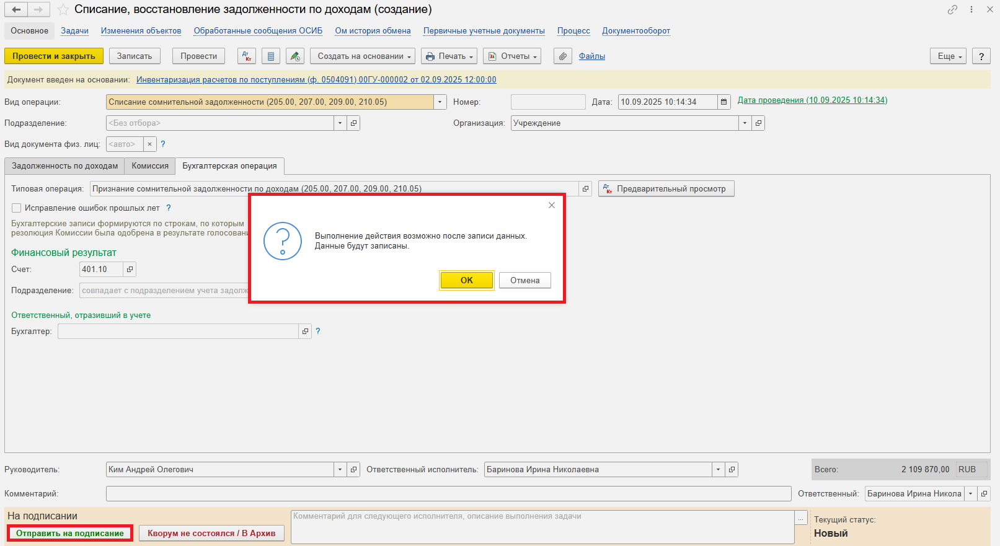 Списание, восстановление задолженности по доходам (создание)
Основное Задачи Изменения объектов Обработанные сообщения ОСИБ Ом история обмена Первичные учетные документы Процесс Документооборот
Провести и закрыть Записать Провести Дт Кт Создать на основании Печать Отчеты Файлы Еще ?
Документ введен на основании: Инвентаризация расчетов по поступлениям (ф. 0504091) 00ГУ-000002 от 02.09.2025 12:00:00
Вид операции: Списание сомнительной задолженности (205.00, 207.00, 209.00, 210.05) Номер: Дата: 10.09.2025 10:14:34 Дата проведения (10.09.2025 10:14:34)
Подразделение: <Без отбора> Организация: Учреждение
Вид документа физ. лиц: <авто> × ?
Задолженность по доходам Комиссия Бухгалтерская операция
Типовая операция: Признание сомнительной задолженности по доходам (205.00, 207.00, 209.00, 210.05) Дт Кт Предварительный просмотр
Исправление ошибок прошлых лет ?
Бухгалтерские записи формируются по строкам, по которым
резолюция Комиссии была одобрена в результате голосовани
Выполнение действия возможно после записи данных.
Данные будут записаны.
ОК Отмена
Финансовый результат
Счет: 401.10
Подразделение: совпадает с подразделением учета задолж
Ответственный, отразивший в учете
Бухгалтер: ?
Руководитель: Ким Андрей Олегович Ответственный исполнитель: Баринова Ирина Николаевна Всего: 2 109 870,00 RUB
Комментарий: Ответственный: Баринова Ирина Никола
На подписании
Комментарий для следующего исполнителя, описание выполнения задачи ...
Отправить на подписание Кворум не состоялся / В Архив
Текущий статус:
Новый